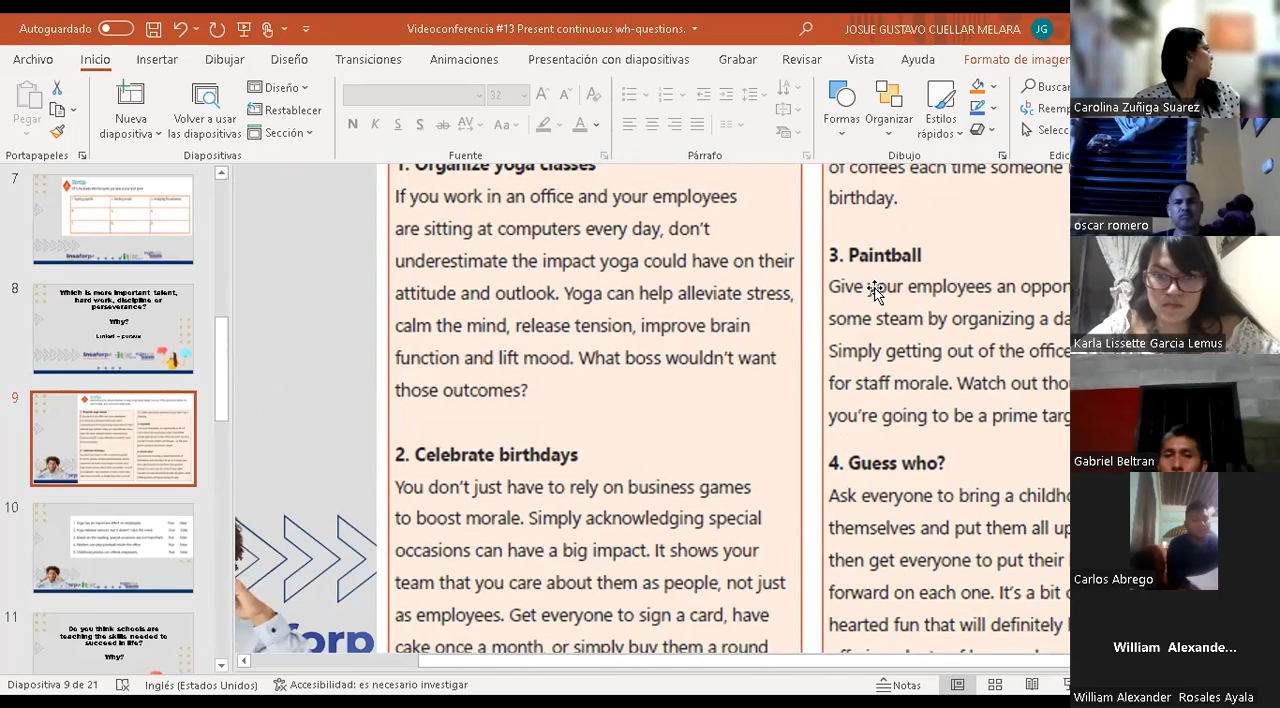 Autoguardado
Videoconferencia #13 Present continuous wh-questions.
JOSUE GUSTAVO CUELLAR MELARA
JG
Archivo Inicio Insertar Dibujar Diseño Transiciones Animaciones Presentación con diapositivas Grabar Revisar Vista Ayuda Formato de imagen
Pegar
Portapapeles
Nueva
diapositiva
Volver a usar
las diapositivas
Diseño
Establecer
Sección
Diapositivas
32
Fuente
Párrafo
Formas
Organizar
Estilos
rápidos
Dibujo
Buscar
Reemp
Selecc
Edici
7
8
Which is more important talent,
hard work, discipline or
perseverance?
Why?
9
10
11
Do you think schools are
teaching the skills needed to
succeed in life?
Why?
1. Organize yoga classes
If you work in an office and your employees
are sitting at computers every day, don't
underestimate the impact yoga could have on their
attitude and outlook. Yoga can help alleviate stress,
calm the mind, release tension, improve brain
function and lift mood. What boss wouldn't want
those outcomes?
2. Celebrate birthdays
You don't just have to rely on business games
to boost morale. Simply acknowledging special
occasions can have a big impact. It shows your
team that you care about them as people, not just
as employees. Get everyone to sign a card, have
cake once a month, or simply buy them a round
of coffees each time someone
birthday.
3. Paintball
Give your employees an oppor
some steam by organizing a da
Simply getting out of the office
for staff morale. Watch out tho
you're going to be a prime targ
4. Guess who?
Ask everyone to bring a childho
themselves and put them all up
then get everyone to put their
forward on each one. It's a bit o
hearted fun that will definitely
forp
Diapositiva 9 de 21
Inglés (Estados Unidos)
Accesibilidad: es necesario investigar
Notas
Carolina Zuñiga Suarez
oscar romero
Karla Lissette Garcia Lemus
Gabriel Beltran
Carlos Abrego
William Alexande...
William Alexander Rosales Ayala